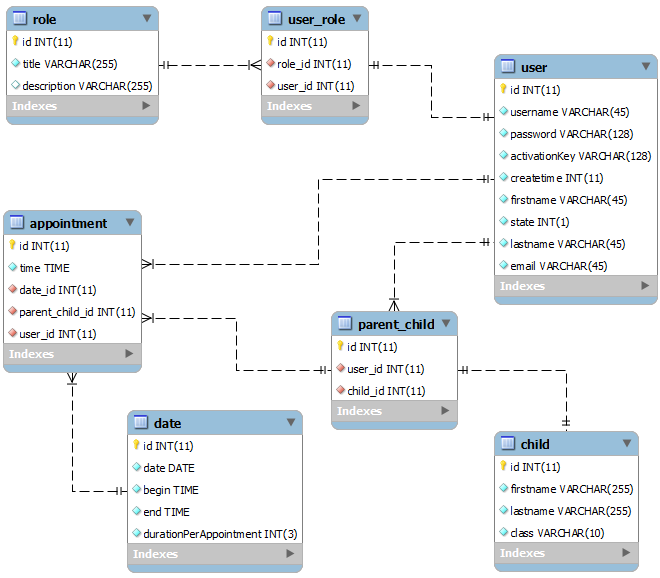 role
id INT(11)
title VARCHAR(255)
description VARCHAR(255)
Indexes
user_role
id INT(11)
role_id INT(11)
user_id INT(11)
Indexes
user
id INT(11)
username VARCHAR(45)
password VARCHAR(128)
activationKey VARCHAR(128)
createtime INT(11)
firstname VARCHAR(45)
state INT(1)
lastname VARCHAR(45)
email VARCHAR(45)
Indexes
appointment
id INT(11)
time TIME
date_id INT(11)
parent_child_id INT(11)
user_id INT(11)
Indexes
parent_child
id INT(11)
user_id INT(11)
child_id INT(11)
Indexes
date
id INT(11)
date DATE
begin TIME
end TIME
durationPerAppointment INT(3)
Indexes
child
id INT(11)
firstname VARCHAR(255)
lastname VARCHAR(255)
class VARCHAR(10)
Indexes